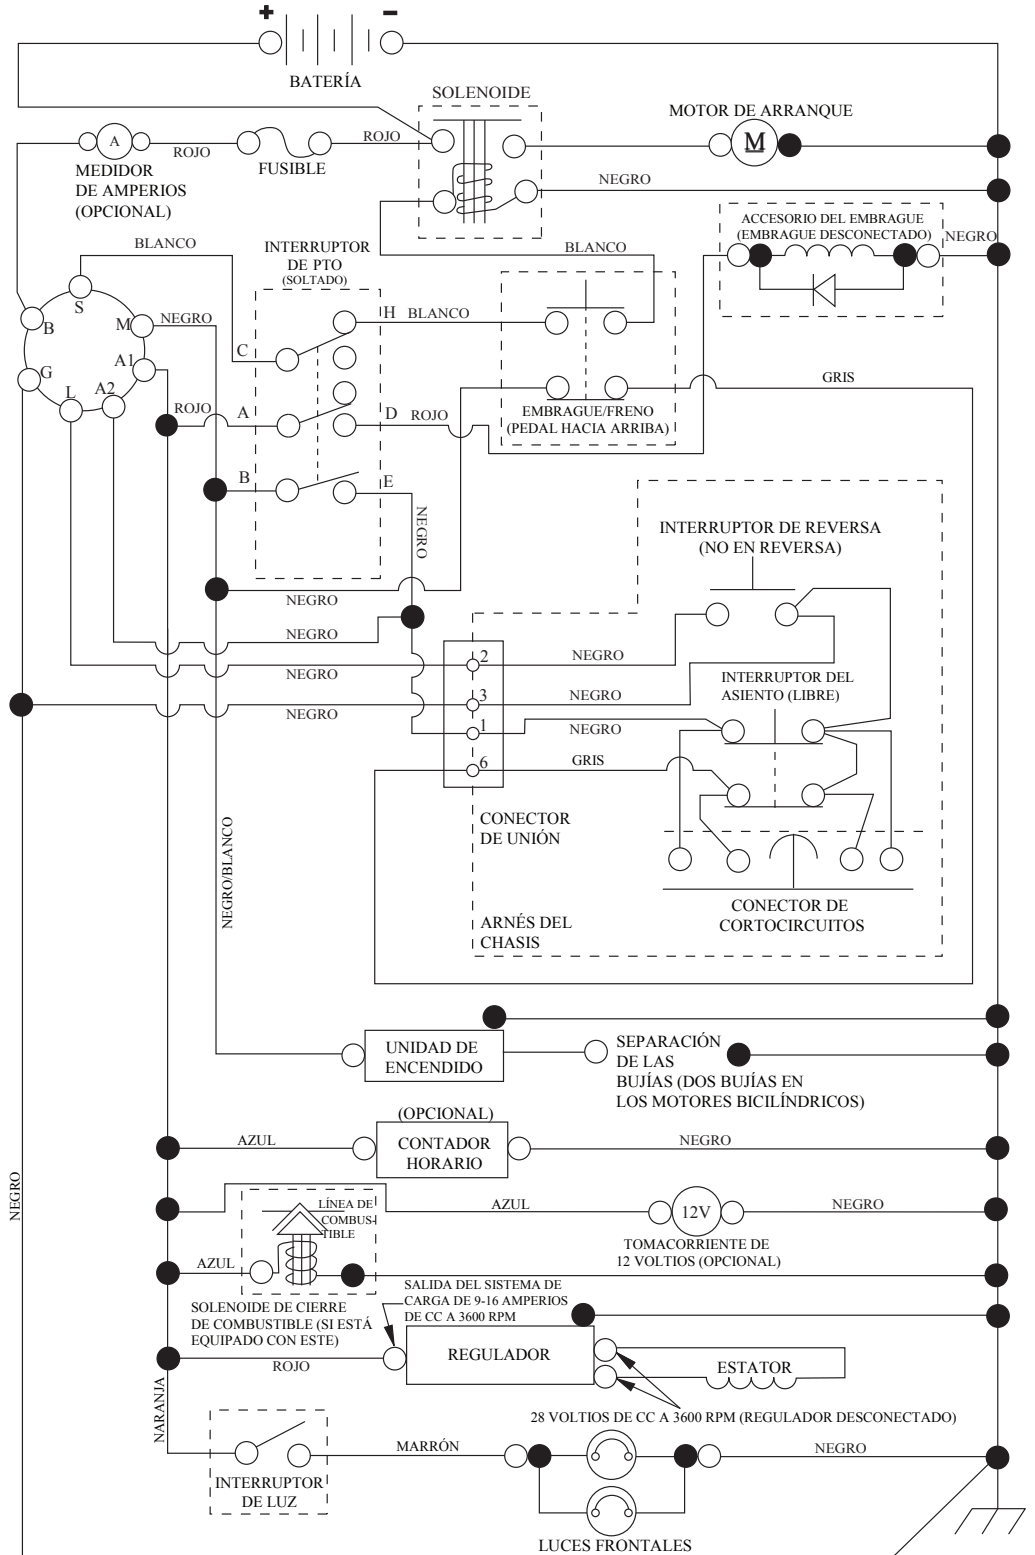 +
−
BATERÍA
SOLENOIDE
MOTOR DE ARRANQUE
A
ROJO
FUSIBLE
ROJO
M
MEDIDOR
DE AMPERIOS
(OPCIONAL)
NEGRO
ACCESORIO DEL EMBRAGUE
(EMBRAGUE DESCONECTADO)
NEGRO
BLANCO
INTERRUPTOR
DE PTO
(SOLTADO)
BLANCO
S
B
M
NEGRO
H
BLANCO
C
G
A1
L
A2
GRIS
ROJO
A
D
ROJO
EMBRAGUE/FRENO
(PEDAL HACIA ARRIBA)
B
E
NEGRO
INTERRUPTOR DE REVERSA
(NO EN REVERSA)
NEGRO
NEGRO
2
NEGRO
NEGRO
3
NEGRO
NEGRO
INTERRUPTOR DEL
ASIENTO (LIBRE)
1
NEGRO
6
GRIS
CONECTOR
DE UNIÓN
NEGRO/BLANCO
ARNÉS DEL
CHASIS
CONECTOR DE
CORTOCIRCUITOS
UNIDAD DE
ENCENDIDO
SEPARACIÓN
DE LAS
BUJÍAS (DOS BUJÍAS EN
LOS MOTORES BICILÍNDRICOS)
(OPCIONAL)
AZUL
CONTADOR
HORARIO
NEGRO
NEGRO
LÍNEA DE
COMBUS-
TIBLE
AZUL
12V
NEGRO
TOMACORRIENTE DE
12 VOLTIOS (OPCIONAL)
AZUL
SOLENOIDE DE CIERRE
DE COMBUSTIBLE (SI ESTÁ
EQUIPADO CON ESTE)
SALIDA DEL SISTEMA DE
CARGA DE 9-16 AMPERIOS
DE CC A 3600 RPM
ROJO
REGULADOR
ESTATOR
28 VOLTIOS DE CC A 3600 RPM (REGULADOR DESCONECTADO)
NARANJA
INTERRUPTOR
DE LUZ
MARRÓN
NEGRO
LUCES FRONTALES